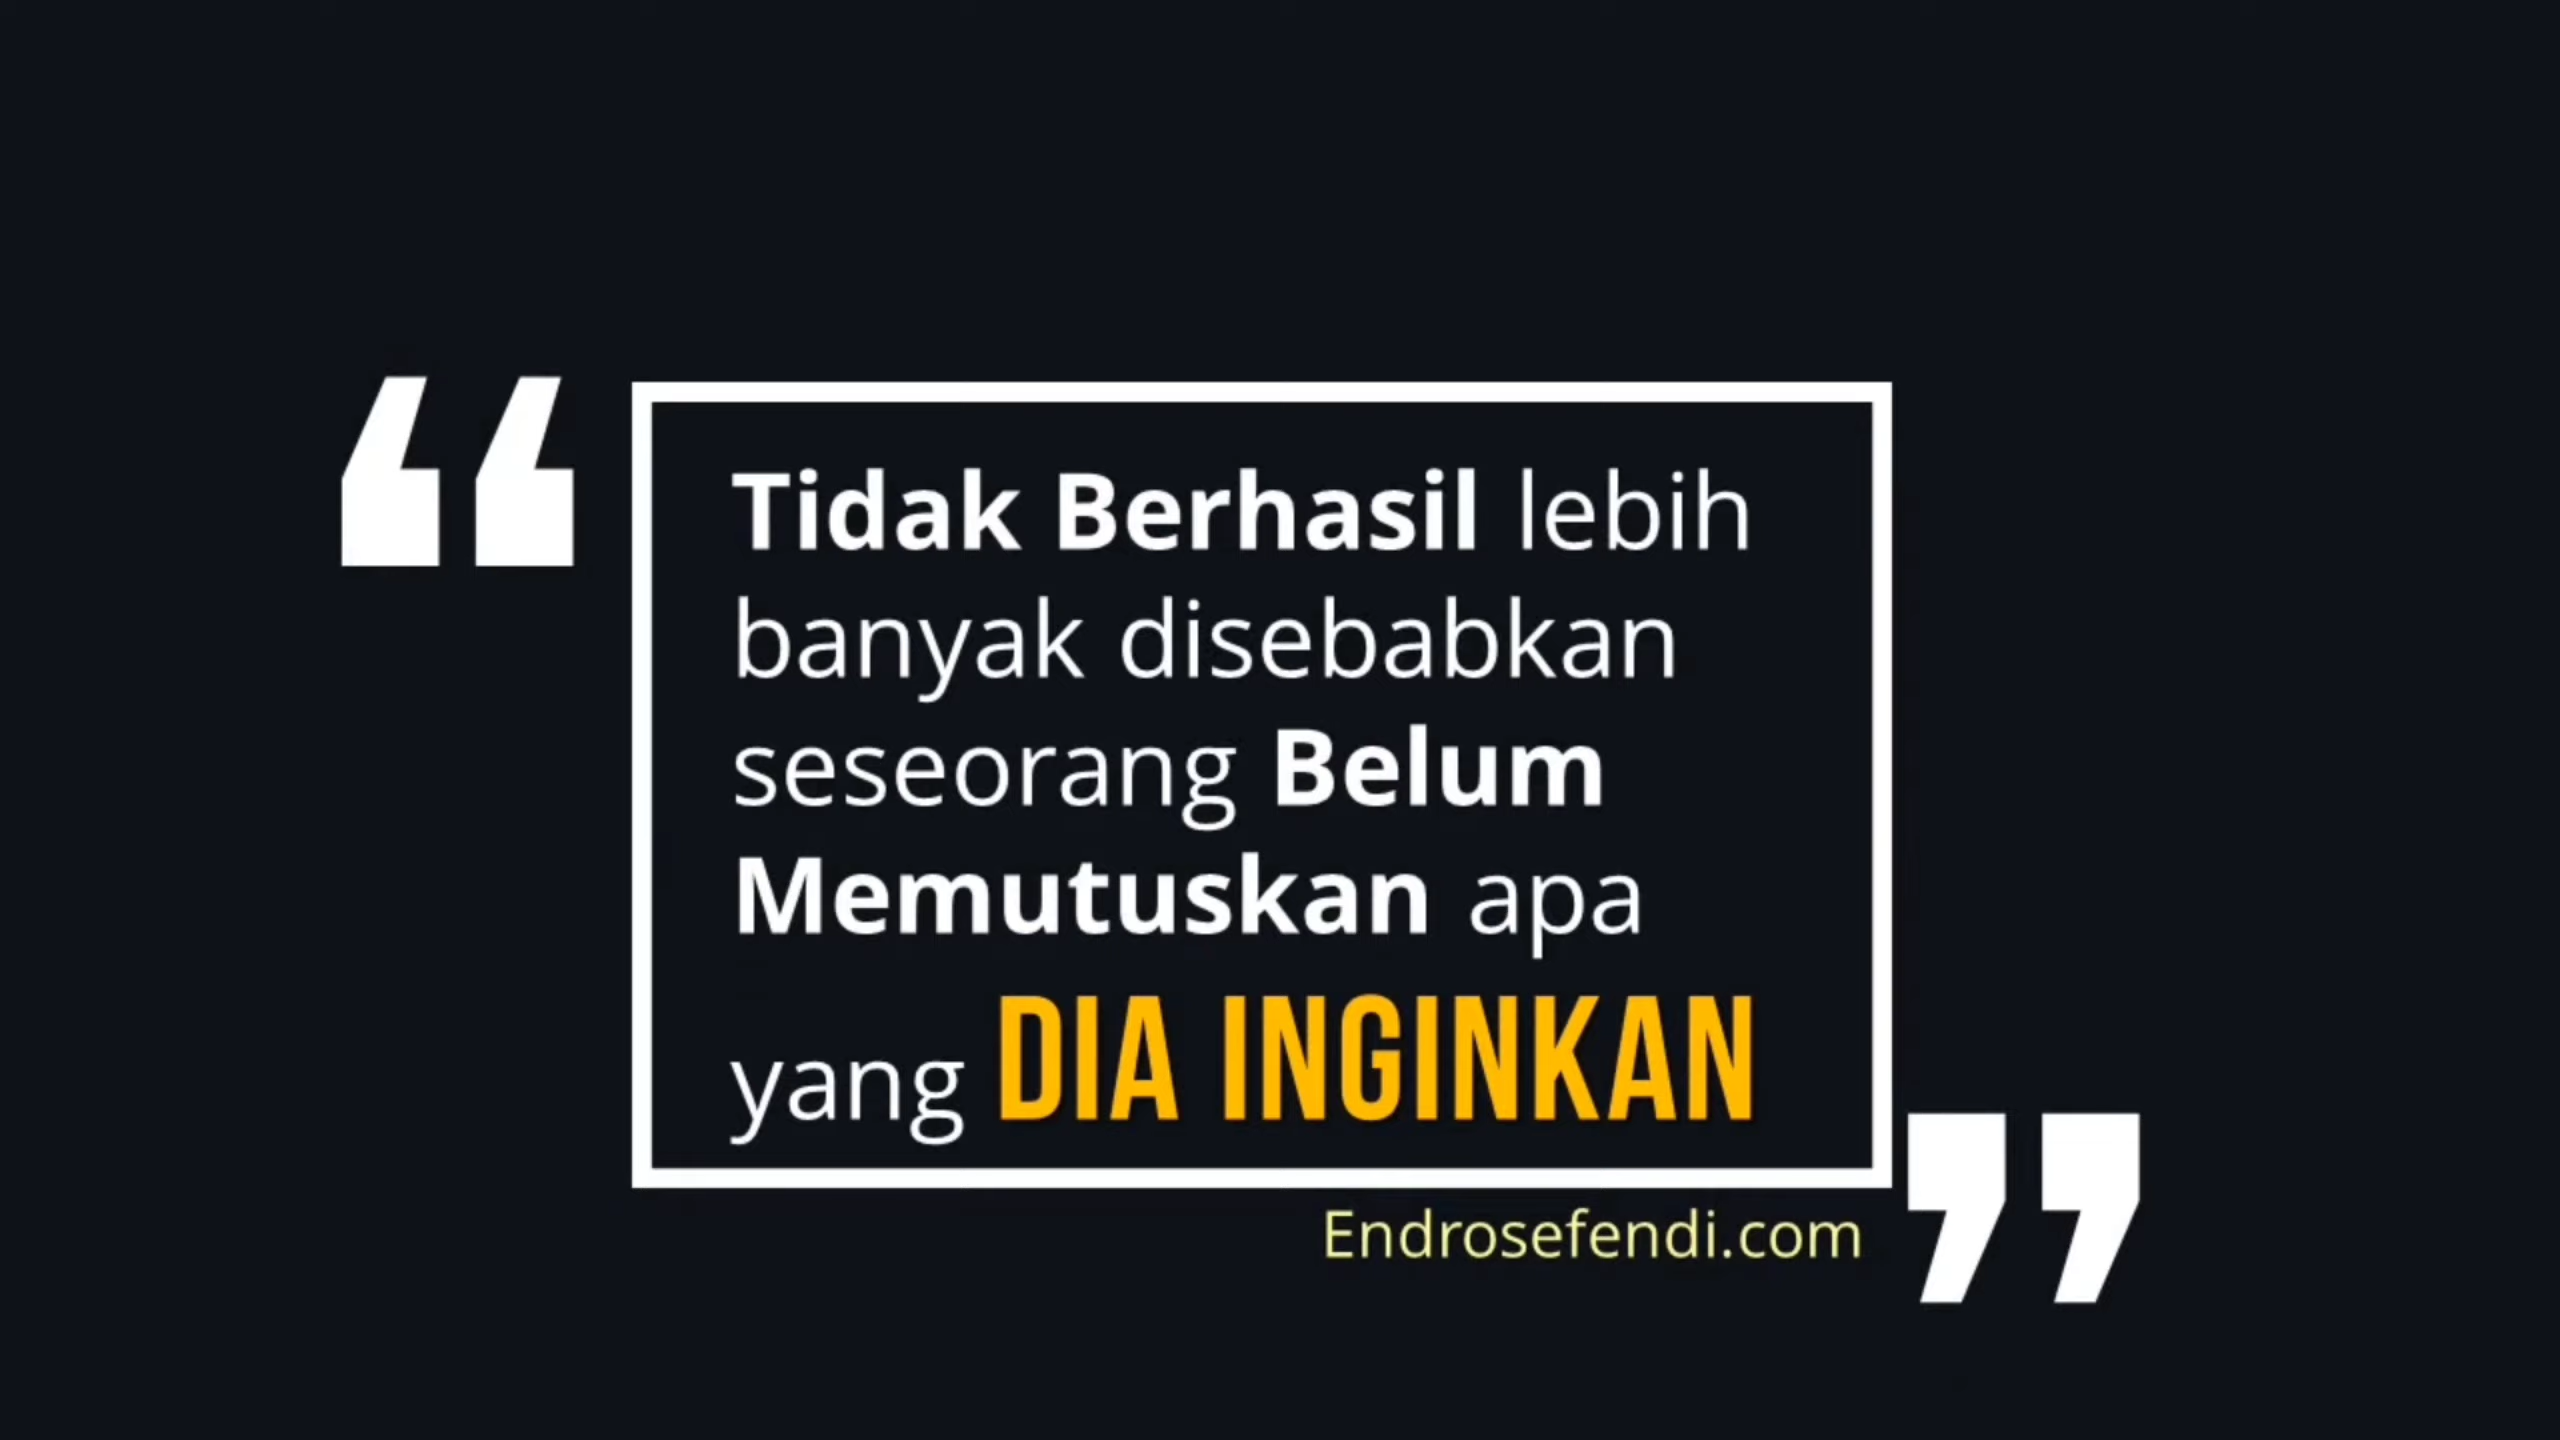 Tidak Berhasil lebih
banyak disebabkan
seseorang Belum
Memutuskan apa
yang DIA INGINKAN
Endrosefendi.com